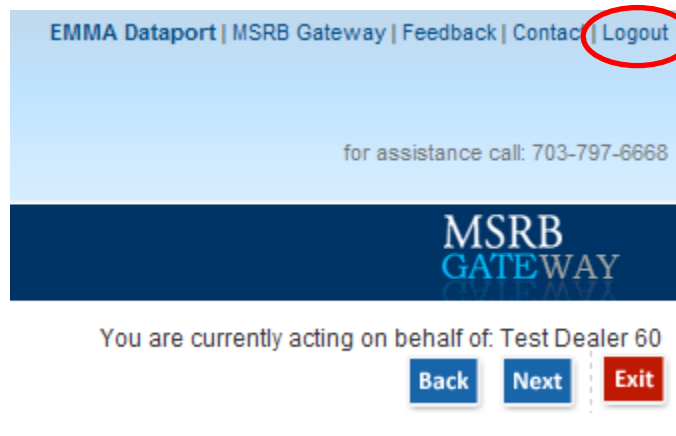 EMMA Dataport | MSRB Gateway | Feedback | Contact | Logout
for assistance call: 703-797-6668
MSRB
GATEWAY
You are currently acting on behalf of: Test Dealer 60
Back Next Exit